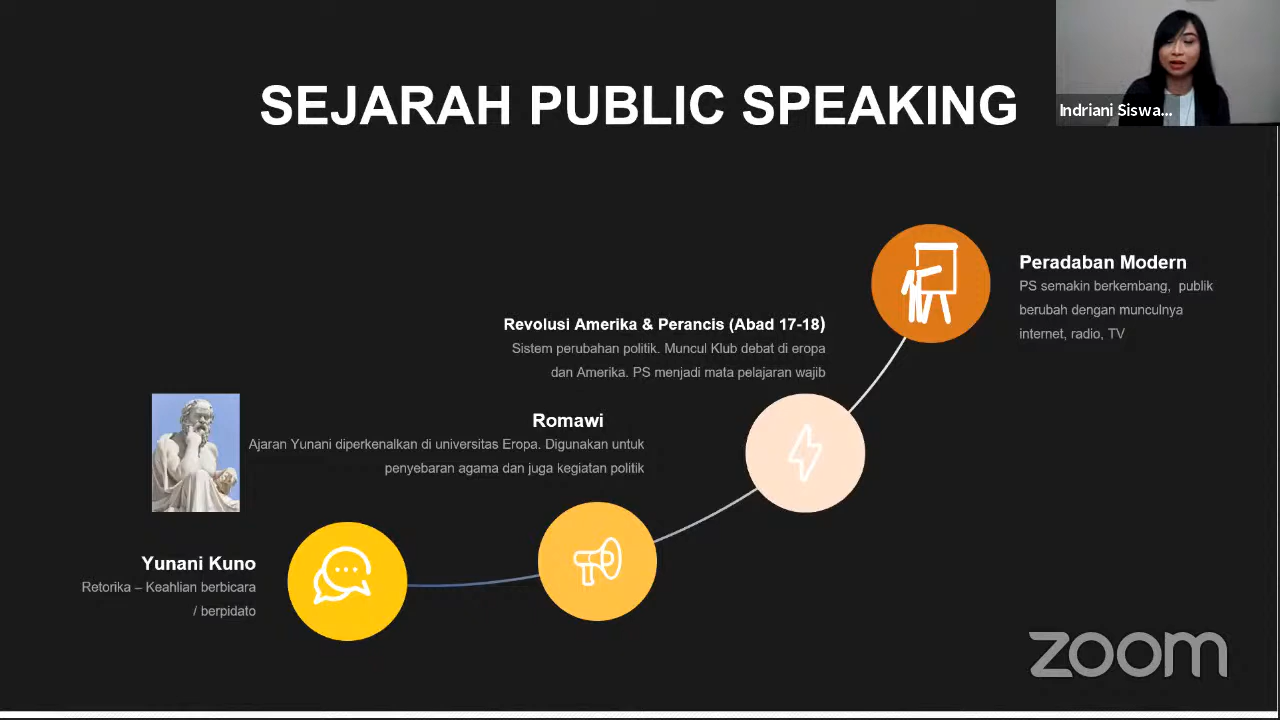 SEJARAH PUBLIC SPEAKING
Indriani Siswa...
Peradaban Modern
PS semakin berkembang, publik
berubah dengan munculnya
internet, radio, TV
Revolusi Amerika & Perancis (Abad 17-18)
Sistem perubahan politik. Muncul Klub debat di eropa
dan Amerika. PS menjadi mata pelajaran wajib
Romawi
Ajaran Yunani diperkenalkan di universitas Eropa. Digunakan untuk
penyebaran agama dan juga kegiatan politik
Yunani Kuno
Retorika – Keahlian berbicara
/ berpidato
zoom